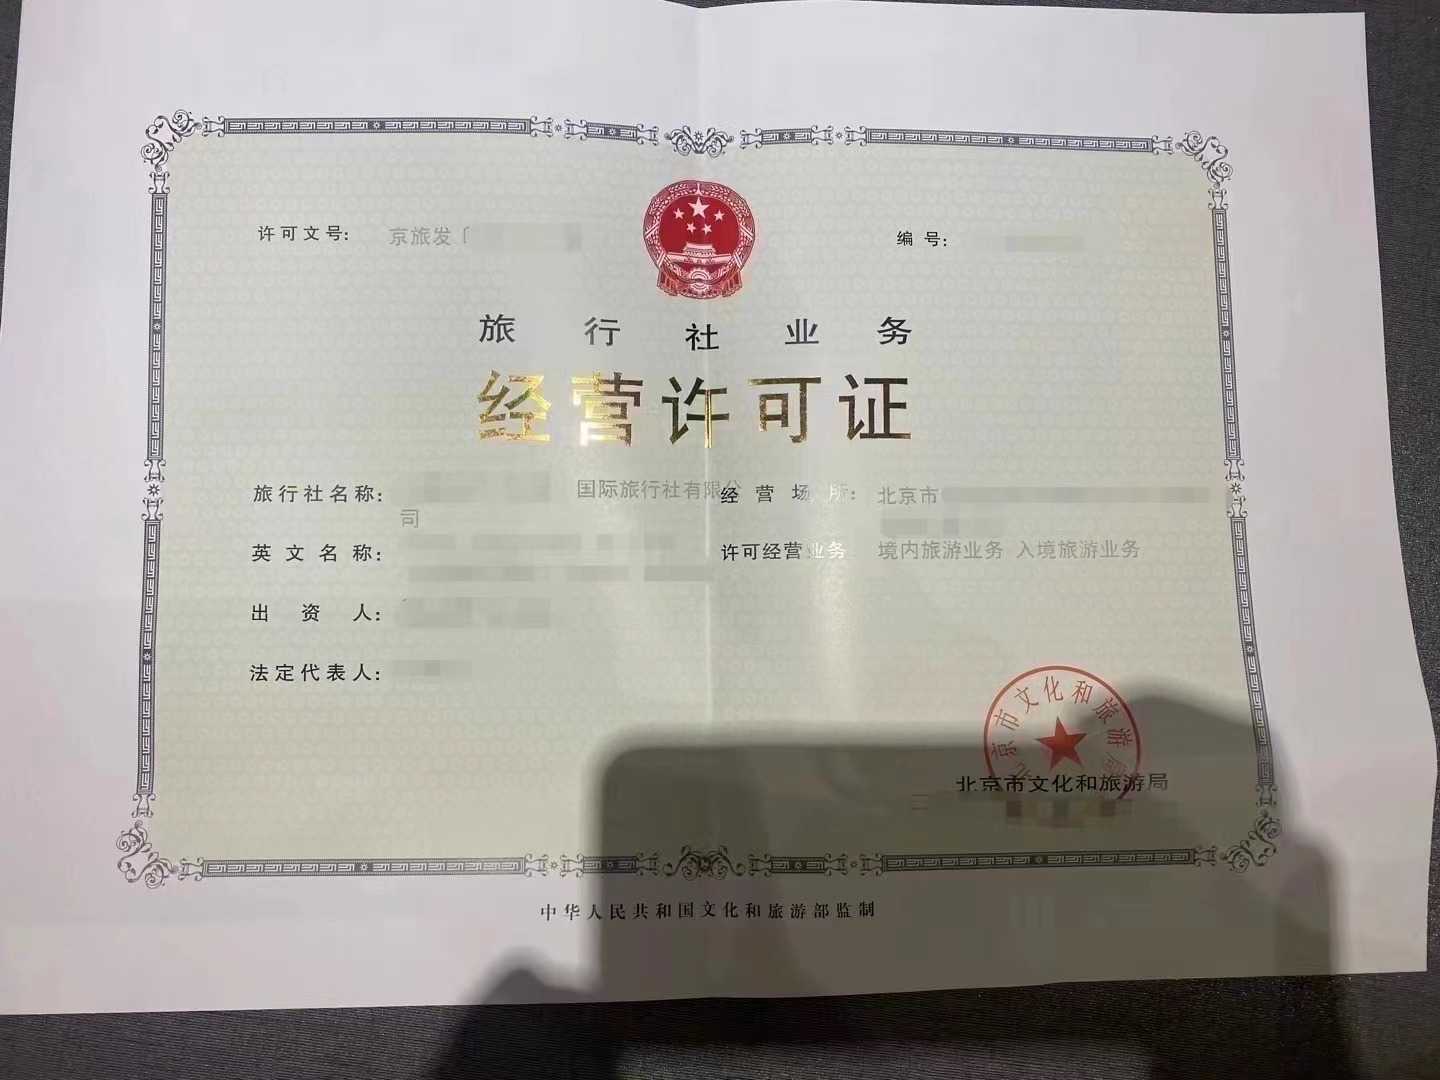 许可文号： 京旅发〔
编 号：
旅行社业务
经营许可证
旅行社名称： 国际旅行社有限公
司
经营场所： 北京市
英文名称：
许可经营业务： 境内旅游业务 入境旅游业务
出资人：
法定代表人：
北京市文化和旅游局
北京市文化和旅游局
中华人民共和国文化和旅游部监制